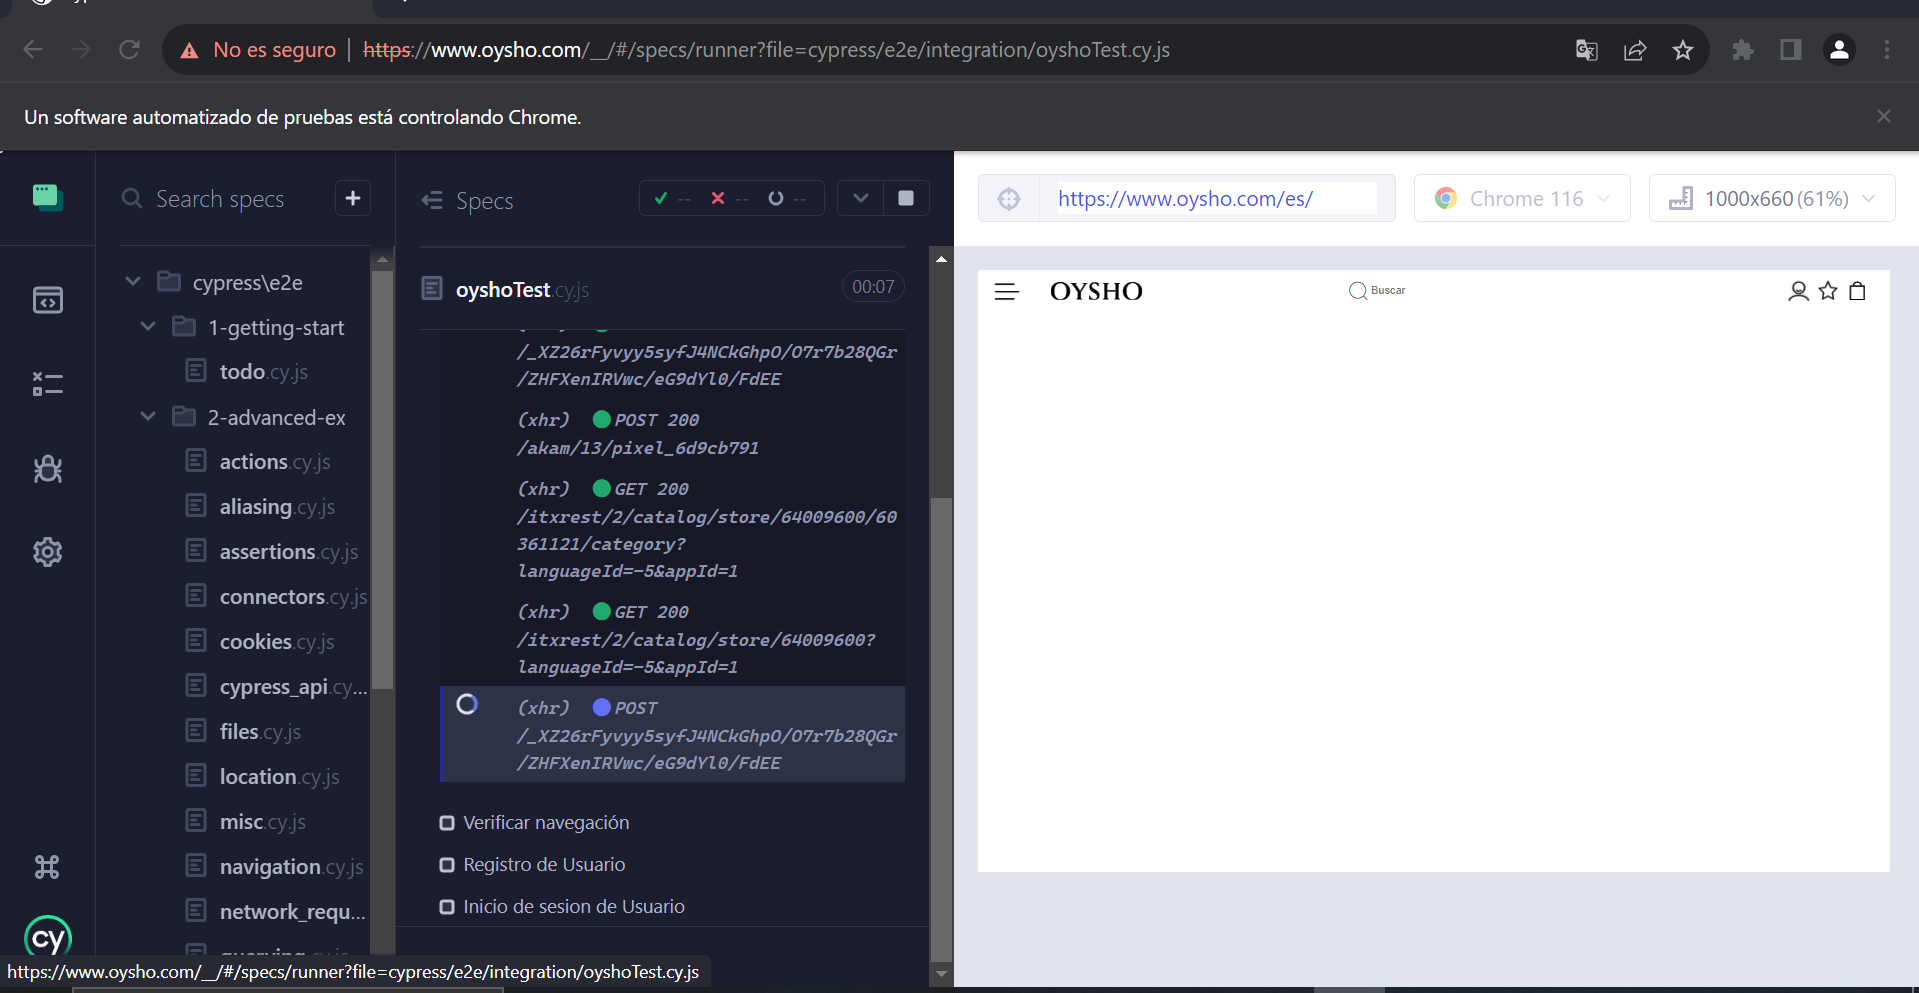 No es seguro
https://www.oysho.com/__/#/specs/runner?file=cypress/e2e/integration/oyshoTest.cy.js
Un software automatizado de pruebas está controlando Chrome.
Search specs
+
cypress\e2e
1-getting-start
todo.cy.js
2-advanced-ex
actions.cy.js
aliasing.cy.js
assertions.cy.js
connectors.cy.js
cookies.cy.js
cypress_api.cy...
files.cy.js
location.cy.js
misc.cy.js
navigation.cy.js
network_requ...
querying.cy.js
cy
Specs
-- -- --
oyshoTest.cy.js
00:07
/_XZ26rFyvyy5syfJ4NCkGhpO/O7r7b28QGr
/ZHFXenIRVwc/eG9dYl0/FdEE
(xhr) POST 200
/akam/13/pixel_6d9cb791
(xhr) GET 200
/itxrest/2/catalog/store/64009600/60
361121/category?
languageId=-5&appId=1
(xhr) GET 200
/itxrest/2/catalog/store/64009600?
languageId=-5&appId=1
(xhr) POST
/_XZ26rFyvyy5syfJ4NCkGhpO/O7r7b28QGr
/ZHFXenIRVwc/eG9dYl0/FdEE
Verificar navegación
Registro de Usuario
Inicio de sesion de Usuario
https://www.oysho.com/es/
Chrome 116
1000x660 (61%)
OYSHO
Buscar
https://www.oysho.com/__/#/specs/runner?file=cypress/e2e/integration/oyshoTest.cy.js